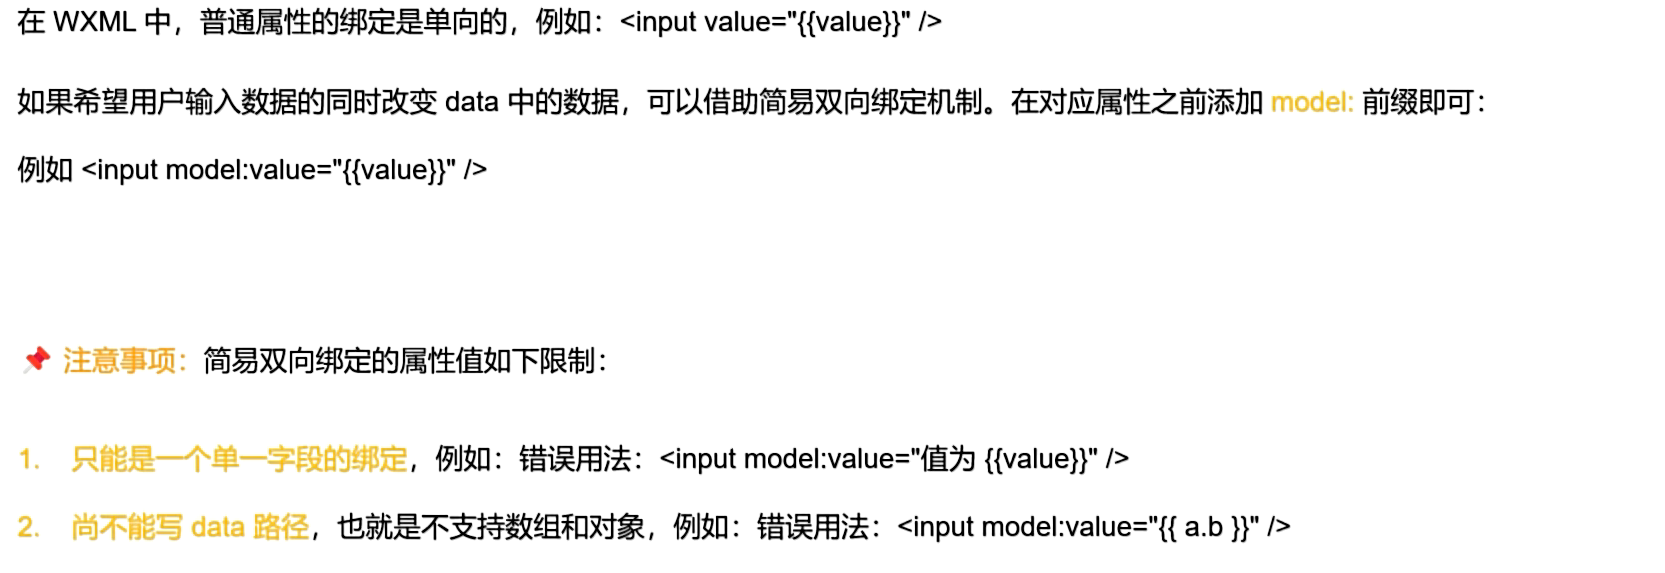 在 WXML 中，普通属性的绑定是单向的，例如：<input value="{{value}}" />
如果希望用户输入数据的同时改变 data 中的数据，可以借助简易双向绑定机制。在对应属性之前添加 model: 前缀即可：
例如 <input model:value="{{value}}" />
📌 注意事项：简易双向绑定的属性值如下限制：
1. 只能是一个单一字段的绑定，例如：错误用法：<input model:value="值为 {{value}}" />
2. 尚不能写 data 路径，也就是不支持数组和对象，例如：错误用法：<input model:value="{{ a.b }}" />